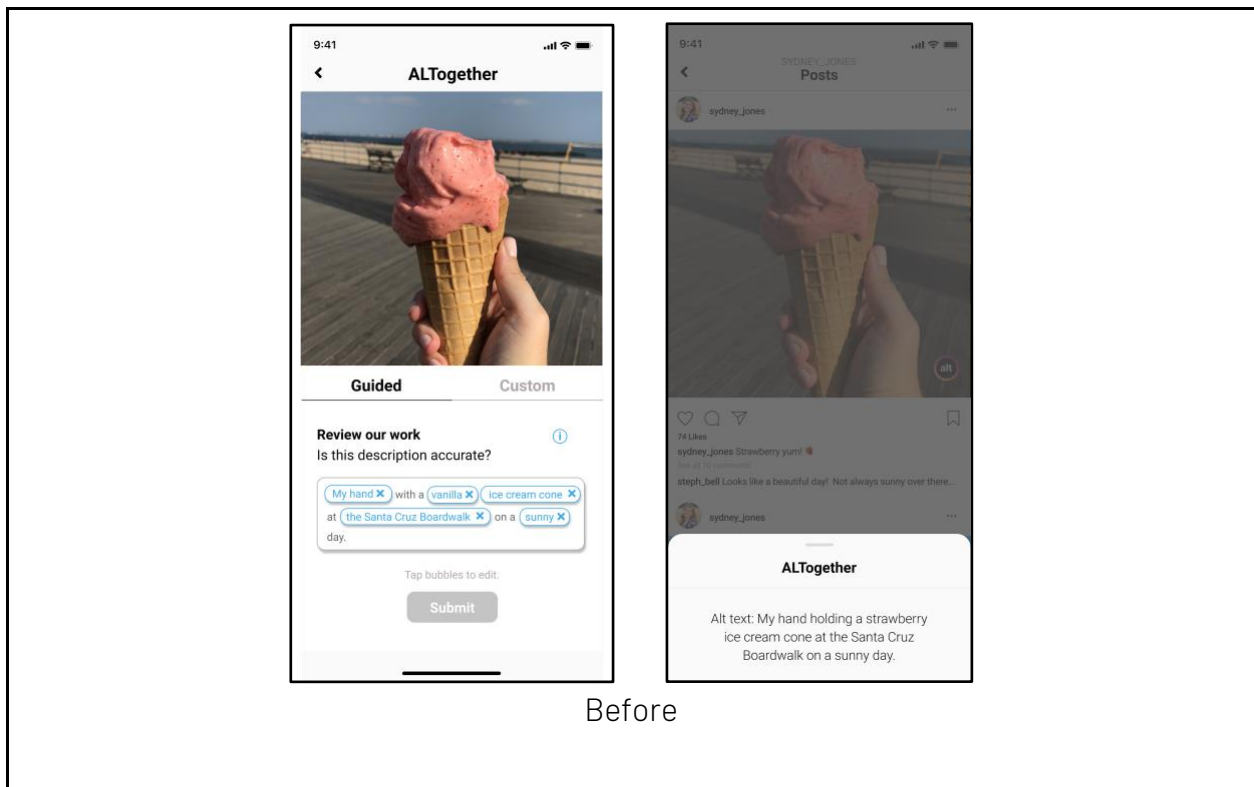 9:41
ALTogether
Guided Custom
Review our work
Is this description accurate?
My hand × with a vanilla × ice cream cone ×
at the Santa Cruz Boardwalk × on a sunny ×
day.
Tap bubbles to edit.
Submit
9:41
SYDNEY_JONES
Posts
sydney_jones
alt
74 Likes
sydney_jones Strawberry yum!
steph_bell Looks like a beautiful day! Not always sunny over there...
sydney_jones
ALTogether
Alt text: My hand holding a strawberry
ice cream cone at the Santa Cruz
Boardwalk on a sunny day.
Before